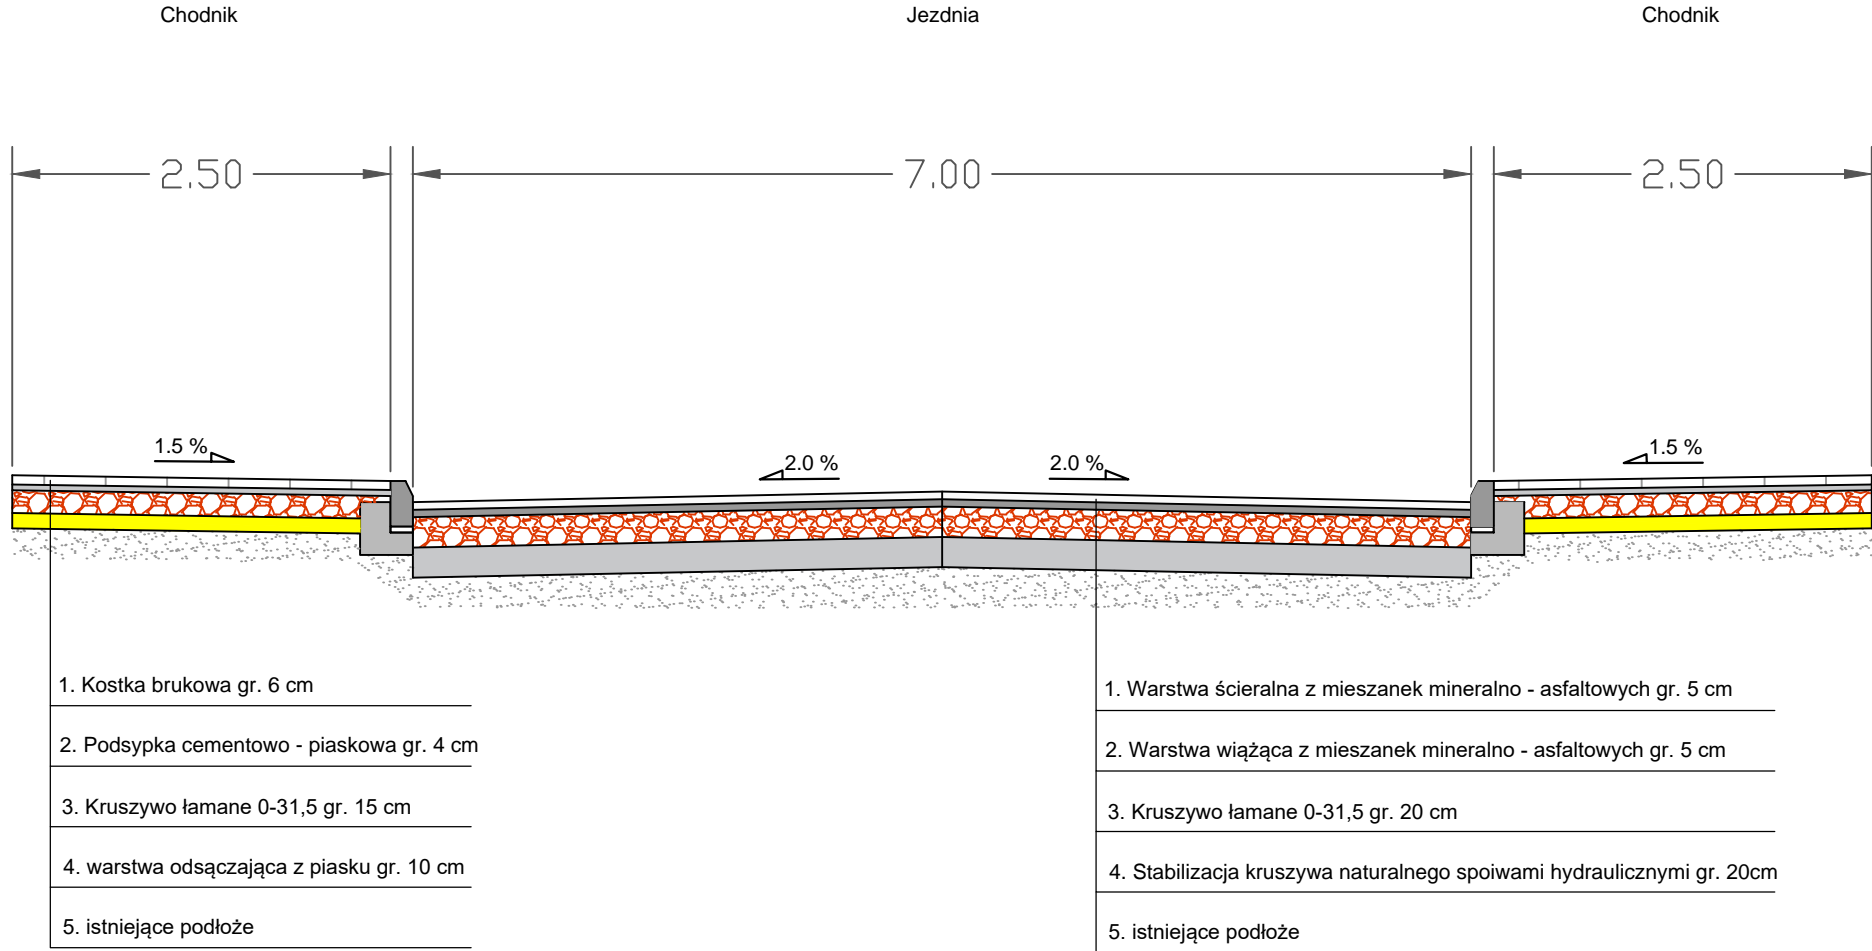 Chodnik
Jezdnia
Chodnik
2.50
7.00
2.50
1.5 %
2.0 %
2.0 %
1.5 %
1. Kostka brukowa gr. 6 cm
2. Podsypka cementowo - piaskowa gr. 4 cm
3. Kruszywo łamane 0-31,5 gr. 15 cm
4. warstwa odsączająca z piasku gr. 10 cm
5. istniejące podłoże
1. Warstwa ścieralna z mieszanek mineralno - asfaltowych gr. 5 cm
2. Warstwa wiążąca z mieszanek mineralno - asfaltowych gr. 5 cm
3. Kruszywo łamane 0-31,5 gr. 20 cm
4. Stabilizacja kruszywa naturalnego spoiwami hydraulicznymi gr. 20cm
5. istniejące podłoże